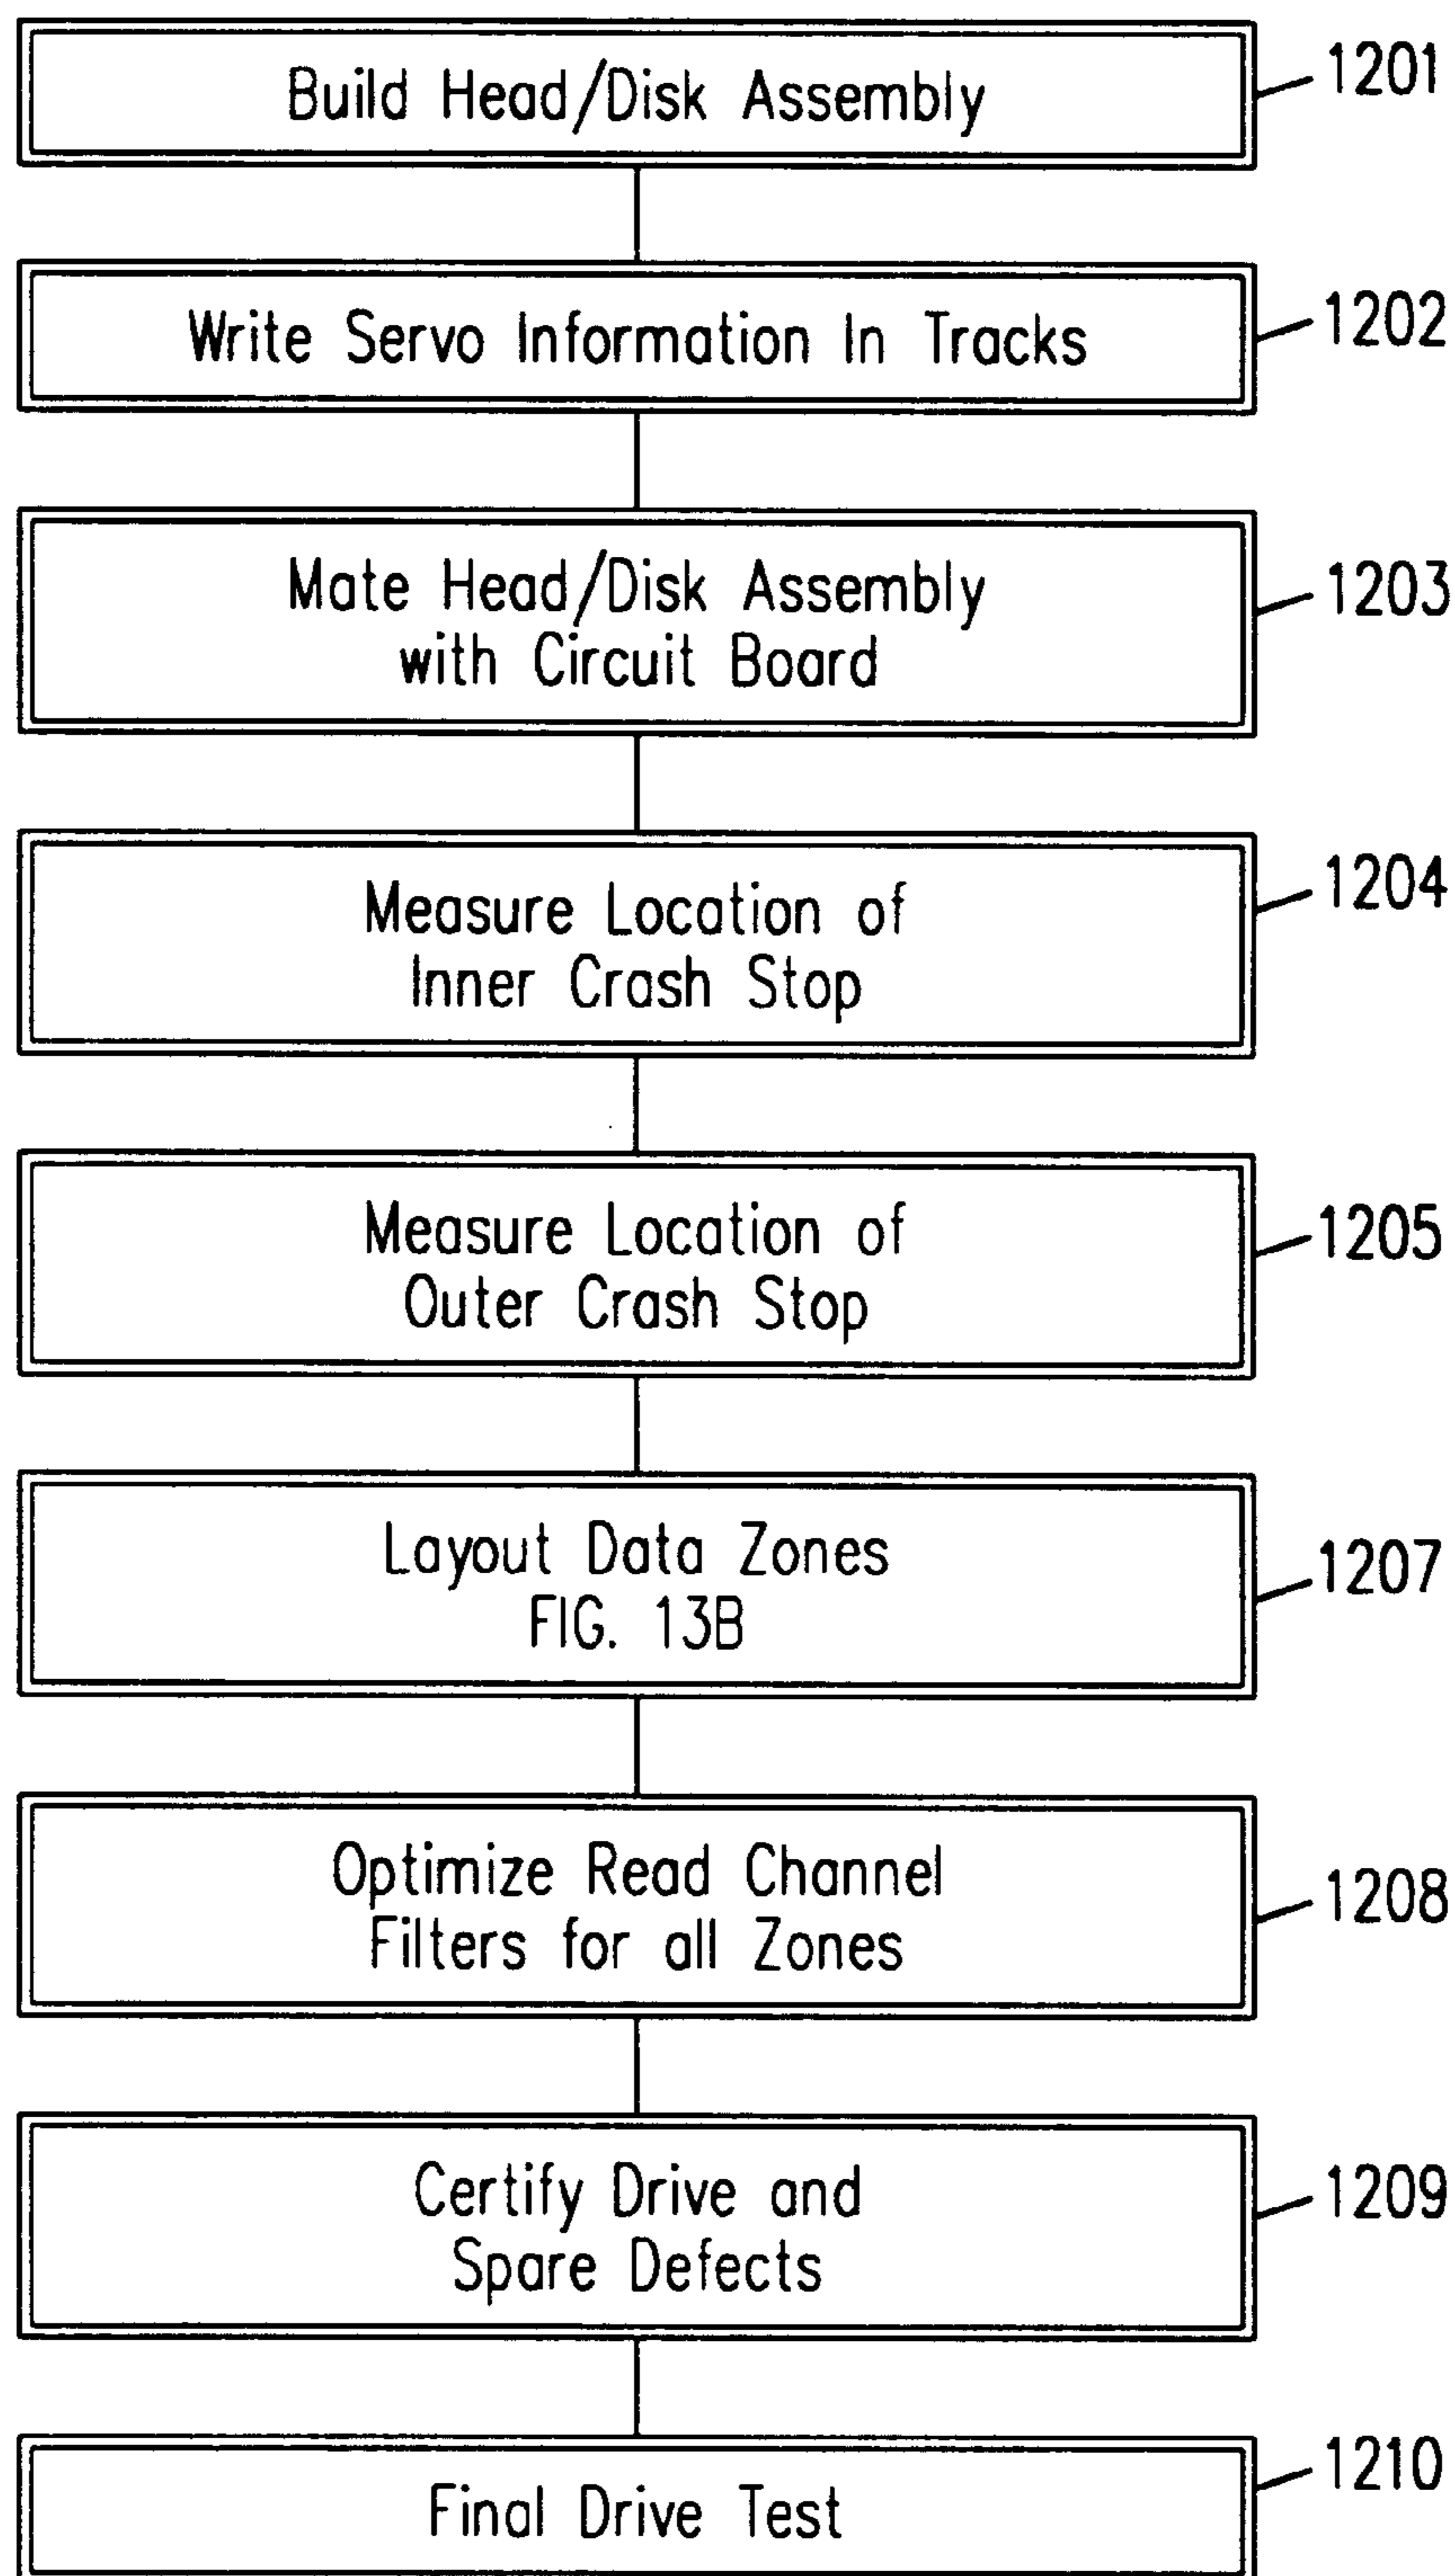 Build Head/Disk Assembly
1201
Write Servo Information In Tracks
1202
Mate Head/Disk Assembly
with Circuit Board
1203
Measure Location of
Inner Crash Stop
1204
Measure Location of
Outer Crash Stop
1205
Layout Data Zones
FIG. 13B
1207
Optimize Read Channel
Filters for all Zones
1208
Certify Drive and
Spare Defects
1209
Final Drive Test
1210